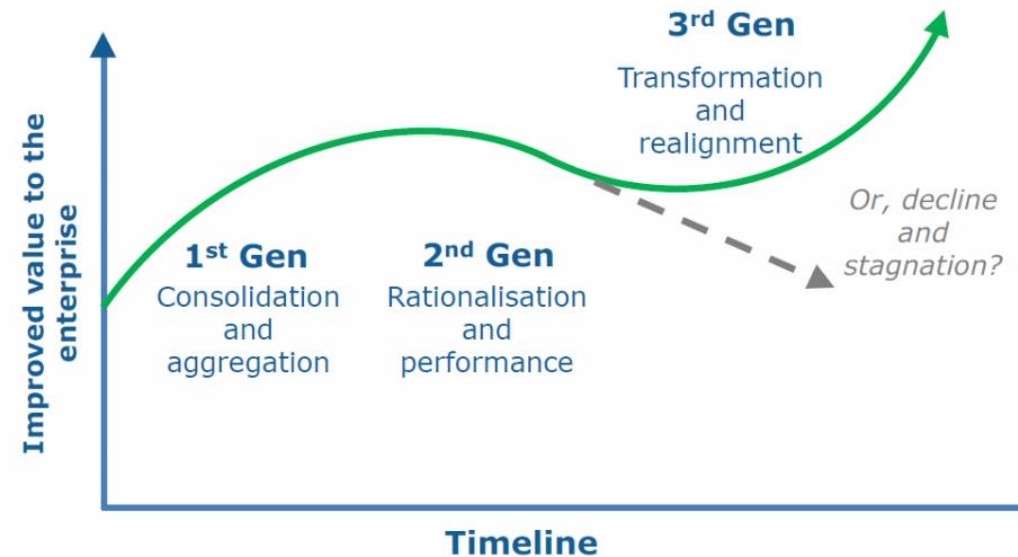 Improved value to the
enterprise
1st Gen
Consolidation
and
aggregation
2nd Gen
Rationalisation
and
performance
3rd Gen
Transformation
and
realignment
Or, decline
and
stagnation?
Timeline